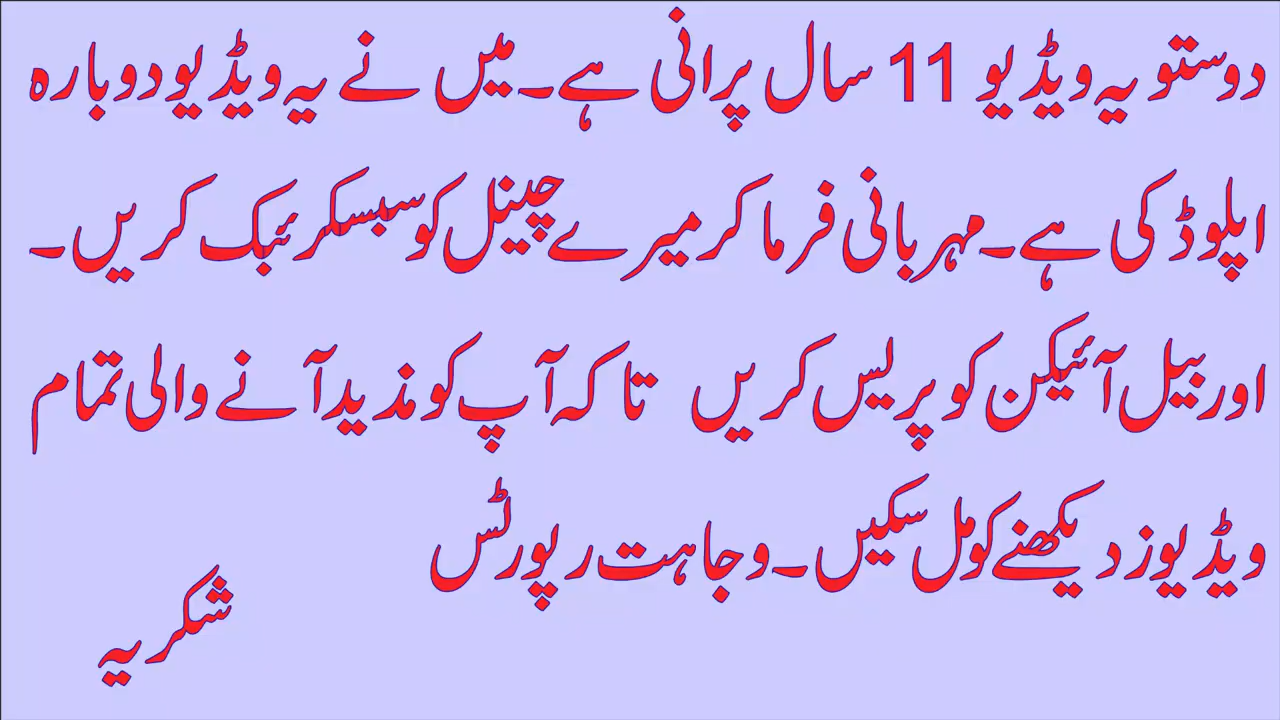 دوستو یہ ویڈیو 11 سال پرانی ہے۔میں نے یہ ویڈیو دوبارہ
اپلوڈ کی ہے۔مہربانی فرما کر میرے چینل کو سبسکرئبک کریں۔
اور بیل آئیکن کو پریس کریں تا کہ آپ کو مذید آنے والی تمام
ویڈیوز دیکھنے کو مل سکیں۔وجاہت رپورٹس
شکریہ